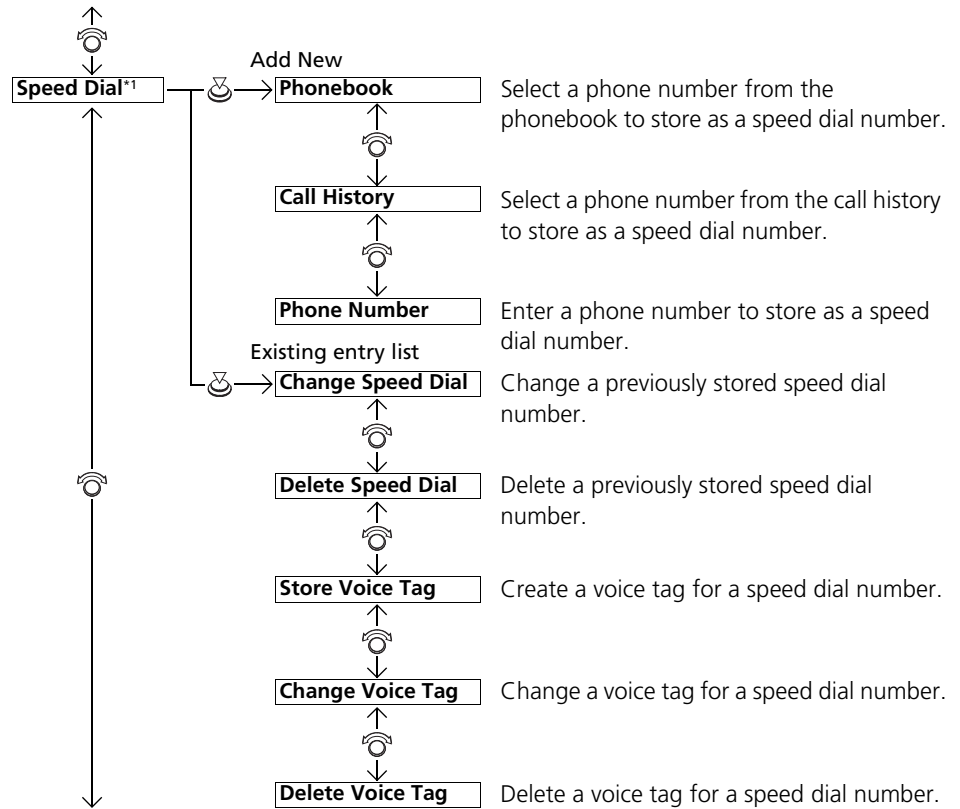 Add New
Speed Dial*1
Phonebook
Select a phone number from the
phonebook to store as a speed dial number.
Call History
Select a phone number from the call history
to store as a speed dial number.
Phone Number
Enter a phone number to store as a speed
dial number.
Existing entry list
Change Speed Dial
Change a previously stored speed dial
number.
Delete Speed Dial
Delete a previously stored speed dial
number.
Store Voice Tag
Create a voice tag for a speed dial number.
Change Voice Tag
Change a voice tag for a speed dial number.
Delete Voice Tag
Delete a voice tag for a speed dial number.